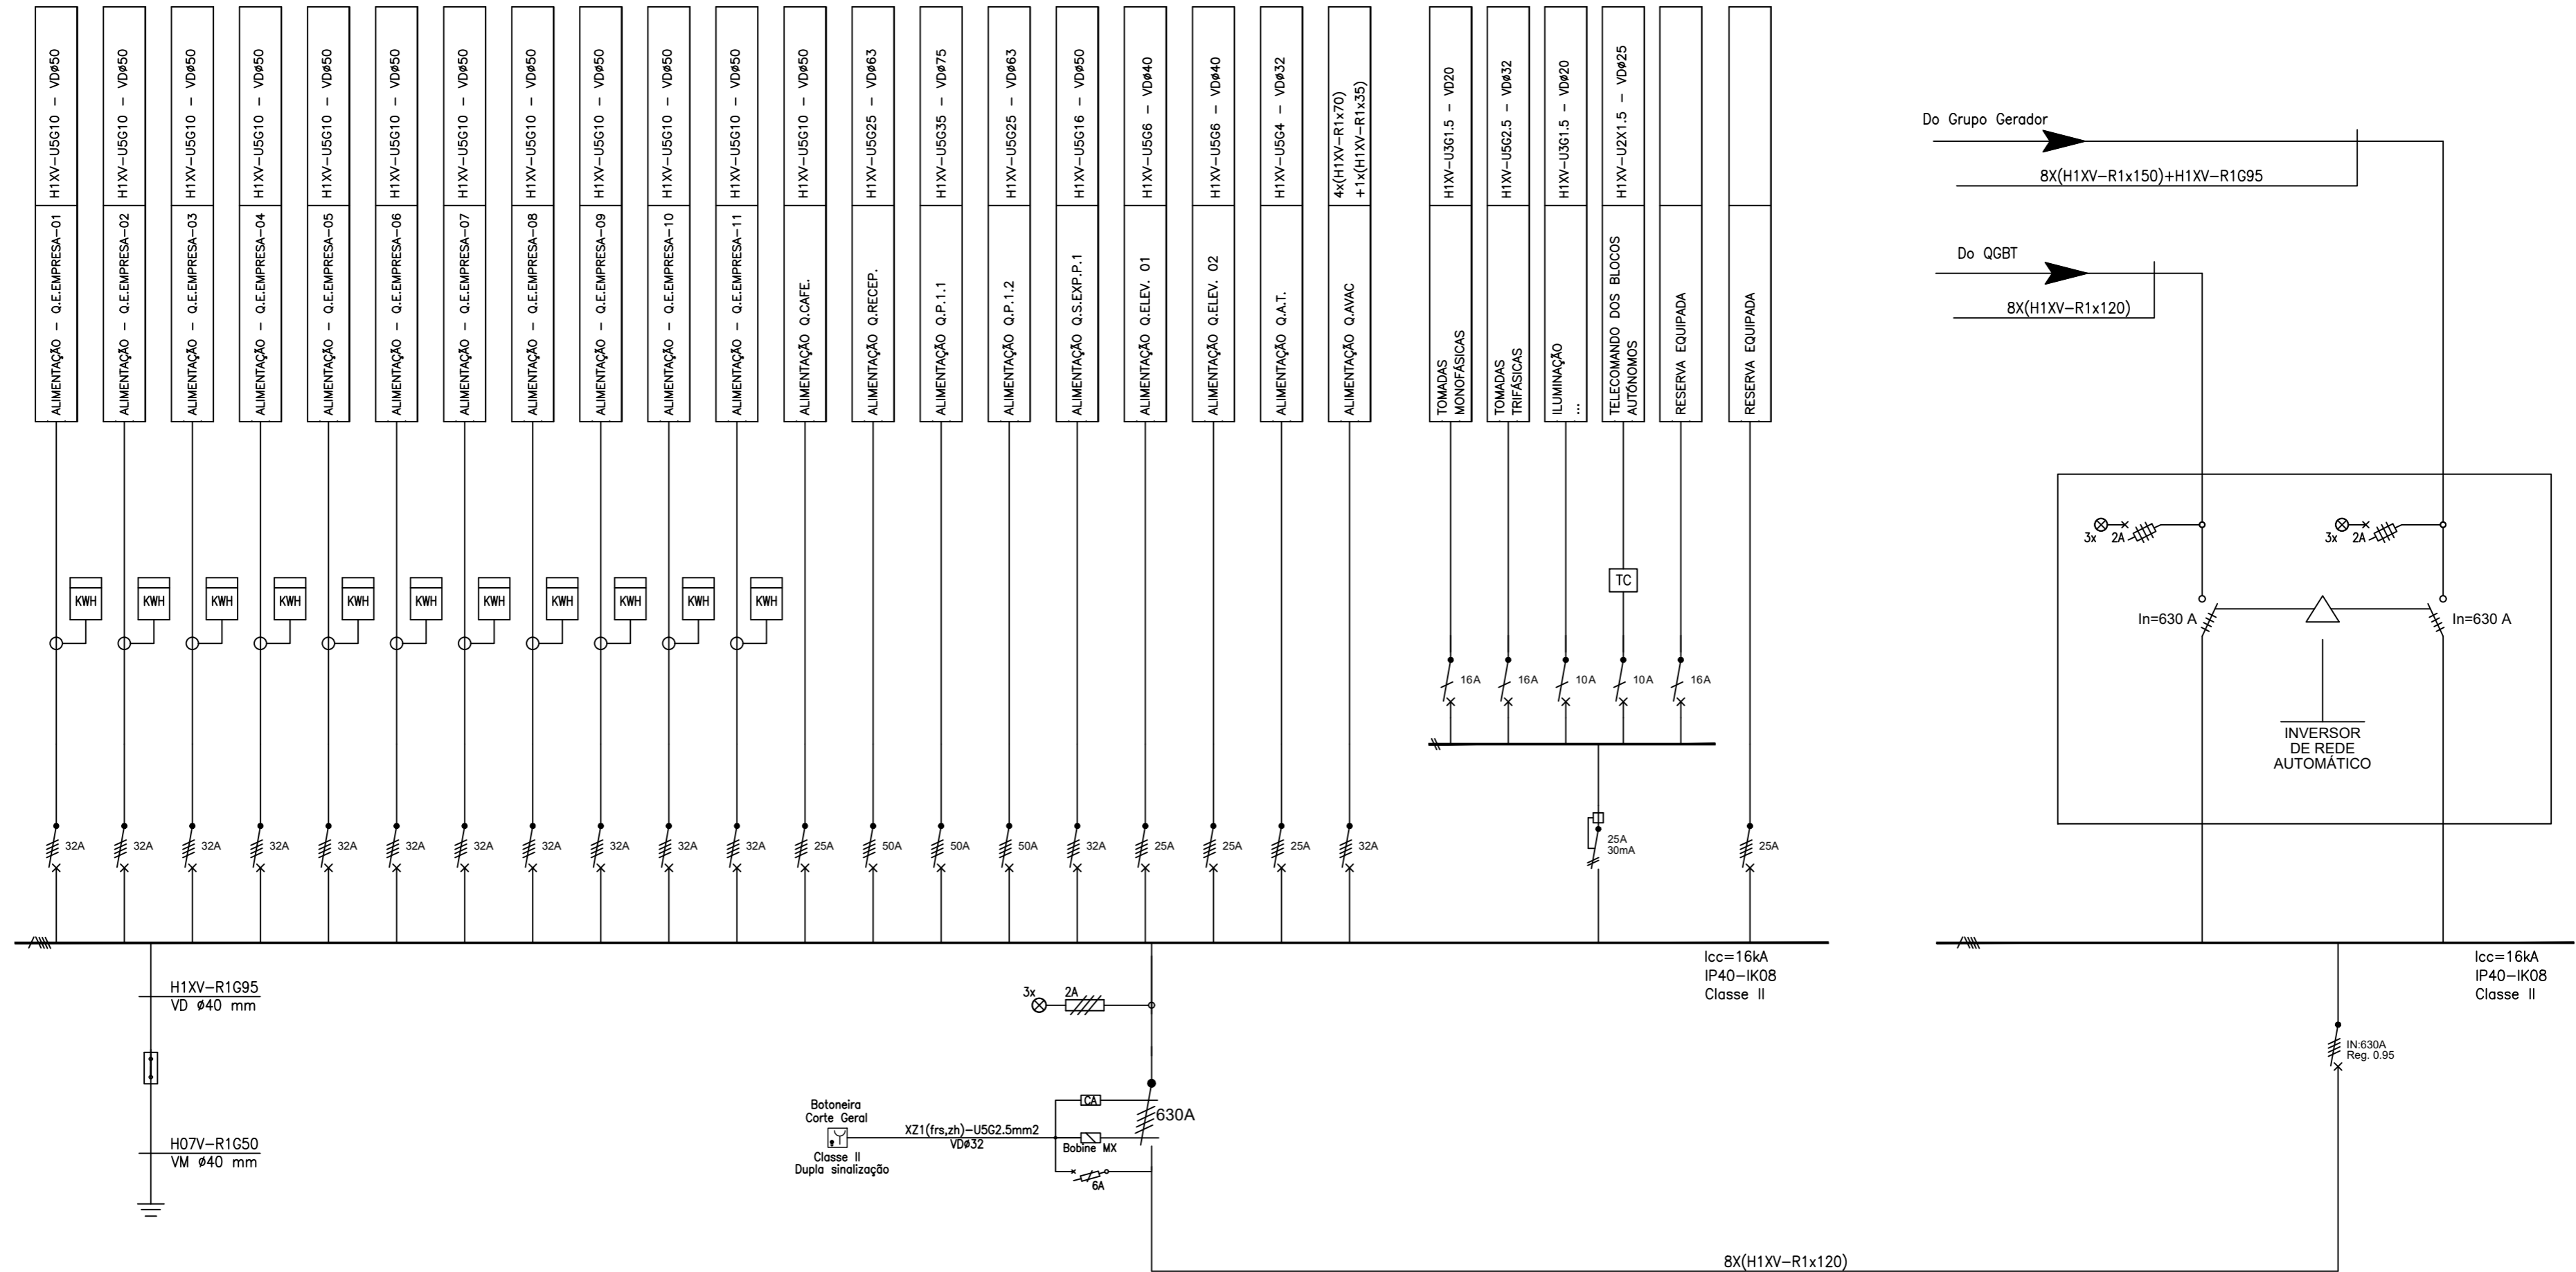 H1XV-U5G10 - VDø50
ALIMENTAÇÃO - Q.E.EMPRESA-01
H1XV-U5G10 - VDø50
ALIMENTAÇÃO - Q.E.EMPRESA-02
H1XV-U5G10 - VDø50
ALIMENTAÇÃO - Q.E.EMPRESA-03
H1XV-U5G10 - VDø50
ALIMENTAÇÃO - Q.E.EMPRESA-04
H1XV-U5G10 - VDø50
ALIMENTAÇÃO - Q.E.EMPRESA-05
H1XV-U5G10 - VDø50
ALIMENTAÇÃO - Q.E.EMPRESA-06
H1XV-U5G10 - VDø50
ALIMENTAÇÃO - Q.E.EMPRESA-07
H1XV-U5G10 - VDø50
ALIMENTAÇÃO - Q.E.EMPRESA-08
H1XV-U5G10 - VDø50
ALIMENTAÇÃO - Q.E.EMPRESA-09
H1XV-U5G10 - VDø50
ALIMENTAÇÃO - Q.E.EMPRESA-10
H1XV-U5G10 - VDø50
ALIMENTAÇÃO - Q.E.EMPRESA-11
H1XV-U5G10 - VDø50
ALIMENTAÇÃO Q.CAFE.
H1XV-U5G25 - VDø63
ALIMENTAÇÃO Q.RECEP.
H1XV-U5G35 - VDø75
ALIMENTAÇÃO Q.P.1.1
H1XV-U5G25 - VDø63
ALIMENTAÇÃO Q.P.1.2
H1XV-U5G16 - VDø50
ALIMENTAÇÃO Q.S.EXP.P.1
H1XV-U5G6 - VDø40
ALIMENTAÇÃO Q.ELEV. 01
H1XV-U5G6 - VDø40
ALIMENTAÇÃO Q.ELEV. 02
H1XV-U5G4 - VDø32
ALIMENTAÇÃO Q.A.T.
4x(H1XV-R1x70)
+1x(H1XV-R1x35)
ALIMENTAÇÃO Q.AVAC
H1XV-U3G1.5 - VD20
TOMADAS
MONOFÁSICAS
H1XV-U5G2.5 - VDø32
TOMADAS
TRIFÁSICAS
H1XV-U3G1.5 - VDø20
ILUMINAÇÃO
...
H1XV-U2X1.5 - VDø25
TELECOMANDO DOS BLOCOS
AUTÓNOMOS
RESERVA EQUIPADA
RESERVA EQUIPADA
Do Grupo Gerador
8X(H1XV-R1x150)+H1XV-R1G95
Do QGBT
8X(H1XV-R1x120)
3x 2A
3x 2A
In=630 A
In=630 A
INVERSOR
DE REDE
AUTOMÁTICO
KWH
KWH
KWH
KWH
KWH
KWH
KWH
KWH
KWH
KWH
KWH
TC
16A
16A
10A
10A
16A
32A
32A
32A
32A
32A
32A
32A
32A
32A
32A
32A
25A
50A
50A
50A
32A
25A
25A
25A
32A
25A
30mA
25A
Icc=16kA
IP40-IK08
Classe II
Icc=16kA
IP40-IK08
Classe II
H1XV-R1G95
VD ø40 mm
H07V-R1G50
VM ø40 mm
3x 2A
Botoneira
Corte Geral
Classe II
Dupla sinalização
XZ1(frs,zh)-U5G2.5mm2
VDø32
CA
Bobine MX
6A
630A
IN:630A
Reg. 0.95
8X(H1XV-R1x120)